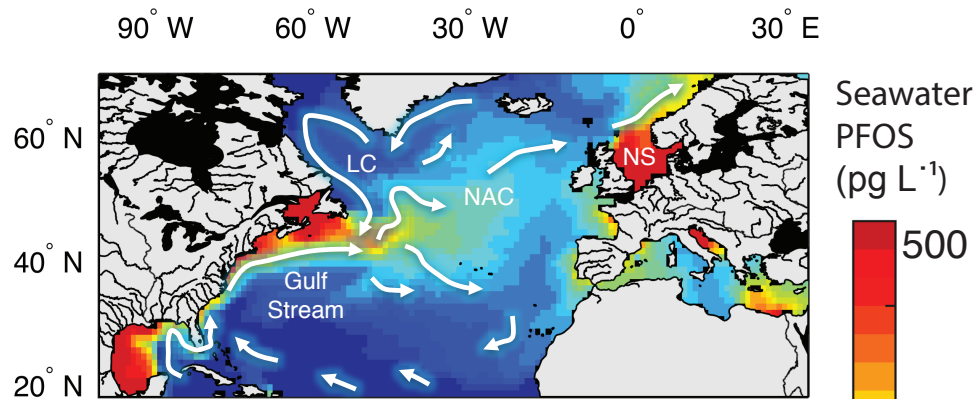 90° W 60° W 30° W 0° 30° E
Seawater
PFOS
(pg L⁻¹)
60° N
LC
NS
NAC
500
40° N
Gulf
Stream
20° N